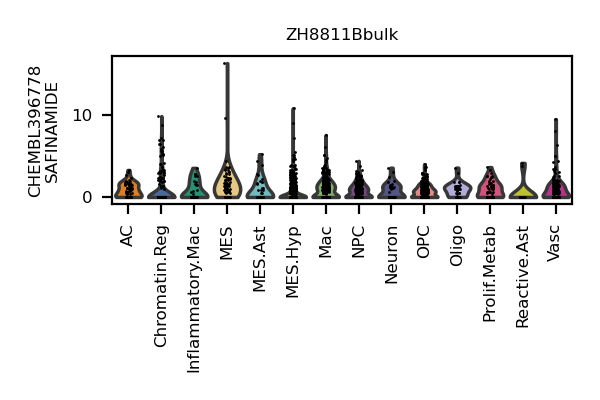 ZH8811Bbulk
CHEMBL396778
SAFINAMIDE
10
0
AC
Chromatin.Reg
Inflammatory.Mac
MES
MES.Ast
MES.Hyp
Mac
NPC
Neuron
OPC
Oligo
Prolif.Metab
Reactive.Ast
Vasc